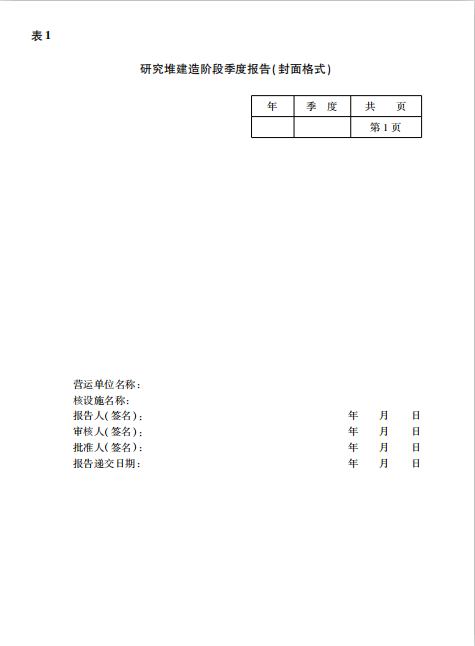 表 1
研究堆建造阶段季度报告(封面格式)
年 季 度 共 页
第 1 页
营运单位名称:
核设施名称:
报告人(签名): 年 月 日
审核人(签名): 年 月 日
批准人(签名): 年 月 日
报告递交日期: 年 月 日